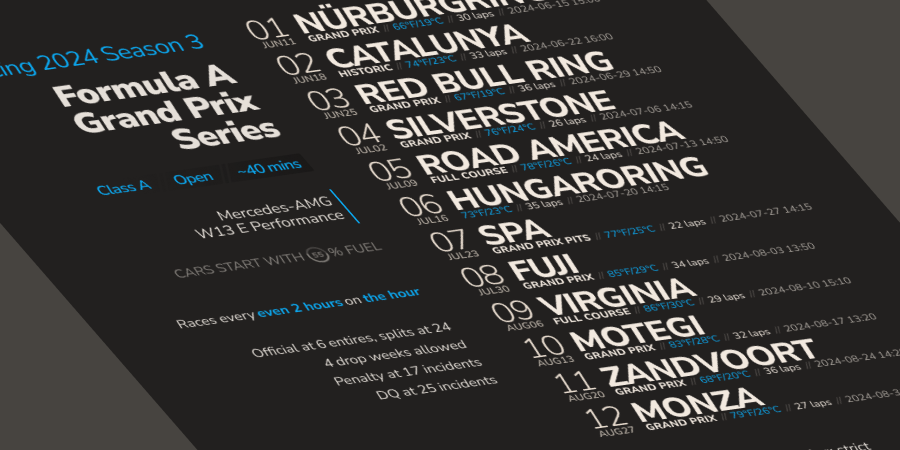 ing 2024 Season 3
Formula A
Grand Prix
Series
Class A Open ~40 mins
Mercedes-AMG
W13 E Performance
CARS START WITH % FUEL
Races every even 2 hours on the hour
Official at 6 entires, splits at 24
4 drop weeks allowed
Penalty at 17 incidents
DQ at 25 incidents
01 NÜRBURGRING
JUN11 GRAND PRIX // 66°F/19°C // 30 laps // 2024-06-15
02 CATALUNYA
JUN18 HISTORIC // 74°F/23°C // 33 laps // 2024-06-22 16:00
03 RED BULL RING
JUN25 GRAND PRIX // 67°F/19°C // 36 laps // 2024-06-29 14:50
04 SILVERSTONE
JUL02 GRAND PRIX // 76°F/24°C // 26 laps // 2024-07-06 14:15
05 ROAD AMERICA
JUL09 FULL COURSE // 78°F/26°C // 24 laps // 2024-07-13 14:50
06 HUNGARORING
JUL16 73°F/23°C // 35 laps // 2024-07-20 14:15
07 SPA
JUL23 GRAND PRIX PITS // 77°F/25°C // 22 laps // 2024-07-27 14:15
08 FUJI
JUL30 GRAND PRIX // 85°F/29°C // 34 laps // 2024-08-03 13:50
09 VIRGINIA
AUG06 FULL COURSE // 86°F/30°C // 29 laps // 2024-08-10 15:10
10 MOTEGI
AUG13 GRAND PRIX // 83°F/28°C // 32 laps // 2024-08-17 13:20
11 ZANDVOORT
AUG20 GRAND PRIX // 68°F/20°C // 36 laps // 2024-08-24
12 MONZA
AUG27 GRAND PRIX // 79°F/26°C // 27 laps // 2024-08-
strict